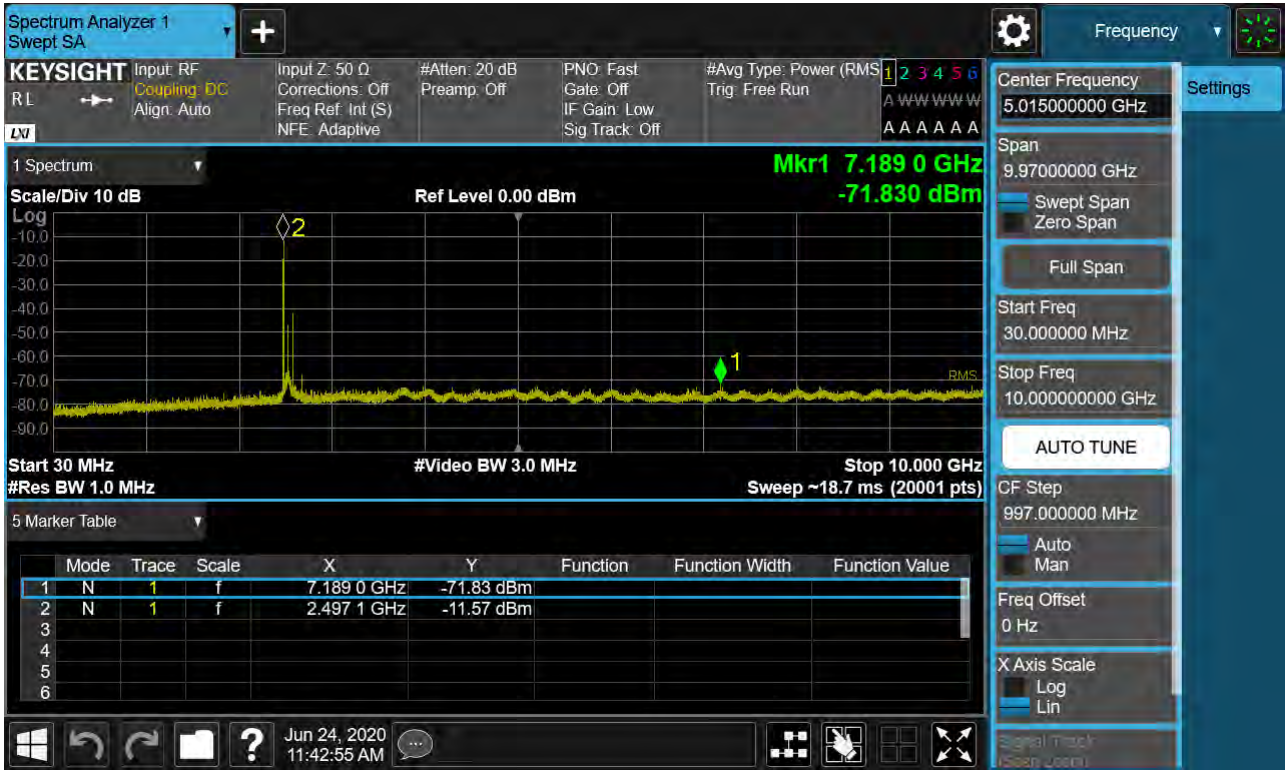 Spectrum Analyzer 1
Swept SA
Frequency
KEYSIGHT
RL
LXI
Input: RF
Coupling: DC
Align: Auto
Input Z: 50 Ω
Corrections: Off
Freq Ref: Int (S)
NFE: Adaptive
#Atten: 20 dB
Preamp: Off
PNO: Fast
Gate: Off
IF Gain: Low
Sig Track: Off
#Avg Type: Power (RMS
Trig: Free Run
1 2 3 4 5 6
A W W W W W
A A A A A A
1 Spectrum
Mkr1 7.189 0 GHz
Scale/Div 10 dB
Ref Level 0.00 dBm
-71.830 dBm
Log
-10.0
-20.0
-30.0
-40.0
-50.0
-60.0
-70.0
-80.0
-90.0
2
1
RMS
Start 30 MHz
#Video BW 3.0 MHz
Stop 10.000 GHz
#Res BW 1.0 MHz
Sweep ~18.7 ms (20001 pts)
5 Marker Table
Mode Trace Scale X Y Function Function Width Function Value
1 N 1 f 7.189 0 GHz -71.83 dBm
2 N 1 f 2.497 1 GHz -11.57 dBm
3
4
5
6
?
Jun 24, 2020
11:42:55 AM
Center Frequency
5.015000000 GHz
Settings
Span
9.97000000 GHz
Swept Span
Zero Span
Full Span
Start Freq
30.000000 MHz
Stop Freq
10.000000000 GHz
AUTO TUNE
CF Step
997.000000 MHz
Auto
Man
Freq Offset
0 Hz
X Axis Scale
Log
Lin
Signal Track
(Span Zoom)